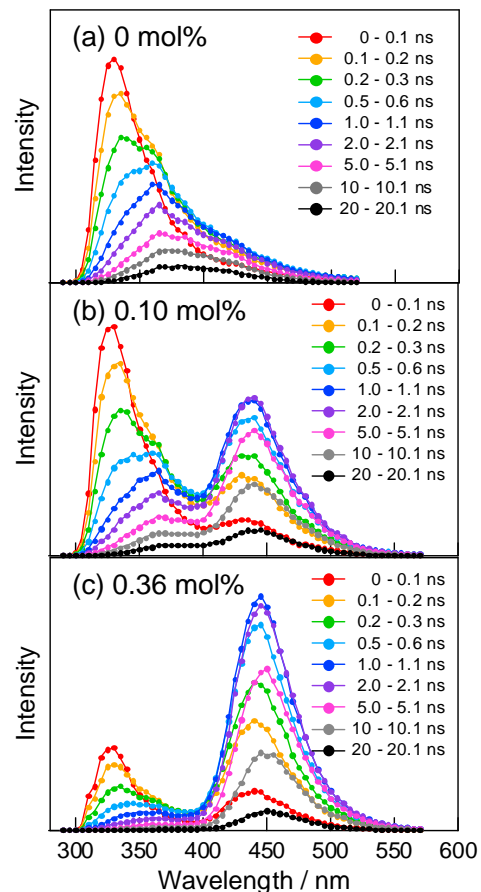 (a) 0 mol%
0 - 0.1 ns
0.1 - 0.2 ns
0.2 - 0.3 ns
0.5 - 0.6 ns
1.0 - 1.1 ns
2.0 - 2.1 ns
5.0 - 5.1 ns
10 - 10.1 ns
20 - 20.1 ns
Intensity
(b) 0.10 mol%
0 - 0.1 ns
0.1 - 0.2 ns
0.2 - 0.3 ns
0.5 - 0.6 ns
1.0 - 1.1 ns
2.0 - 2.1 ns
5.0 - 5.1 ns
10 - 10.1 ns
20 - 20.1 ns
Intensity
(c) 0.36 mol%
0 - 0.1 ns
0.1 - 0.2 ns
0.2 - 0.3 ns
0.5 - 0.6 ns
1.0 - 1.1 ns
2.0 - 2.1 ns
5.0 - 5.1 ns
10 - 10.1 ns
20 - 20.1 ns
Intensity
300 350 400 450 500 550 600
Wavelength / nm